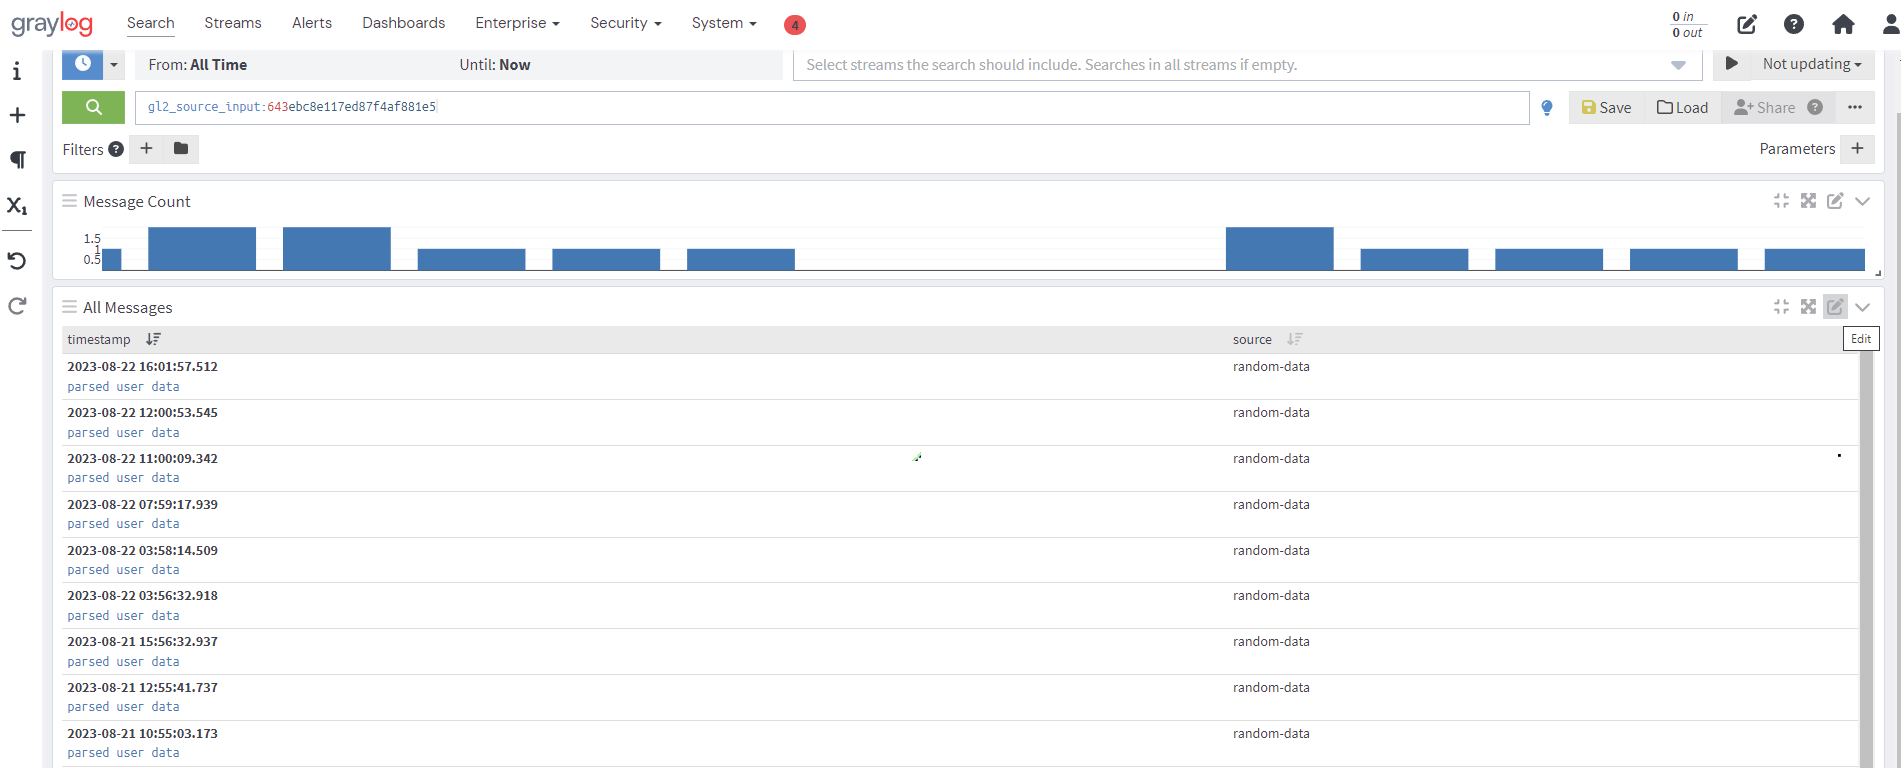 graylog Search Streams Alerts Dashboards Enterprise Security System 4 0 in
0 out
From: All Time Until: Now Select streams the search should include. Searches in all streams if empty. Not updating
gl2_source_input:643ebc8e117ed87f4af881e5 Save Load Share
Filters Parameters
Message Count
1.5
1
0.5
All Messages
Edit
timestamp source
2023-08-22 16:01:57.512 random-data
parsed user data
2023-08-22 12:00:53.545 random-data
parsed user data
2023-08-22 11:00:09.342 random-data
parsed user data
2023-08-22 07:59:17.939 random-data
parsed user data
2023-08-22 03:58:14.509 random-data
parsed user data
2023-08-22 03:56:32.918 random-data
parsed user data
2023-08-21 15:56:32.937 random-data
parsed user data
2023-08-21 12:55:41.737 random-data
parsed user data
2023-08-21 10:55:03.173 random-data
parsed user data